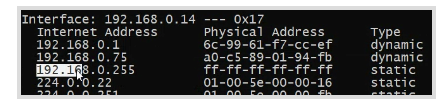 Interface: 192.168.0.14 --- 0x17
Internet Address Physical Address Type
192.168.0.1 6c-99-61-f7-cc-ef dynamic
192.168.0.75 a0-c5-89-01-94-fb dynamic
192.168.0.255 ff-ff-ff-ff-ff-ff static
224.0.0.22 01-00-5e-00-00-16 static
224.0.0.251 01-00-5e-00-00-fb static